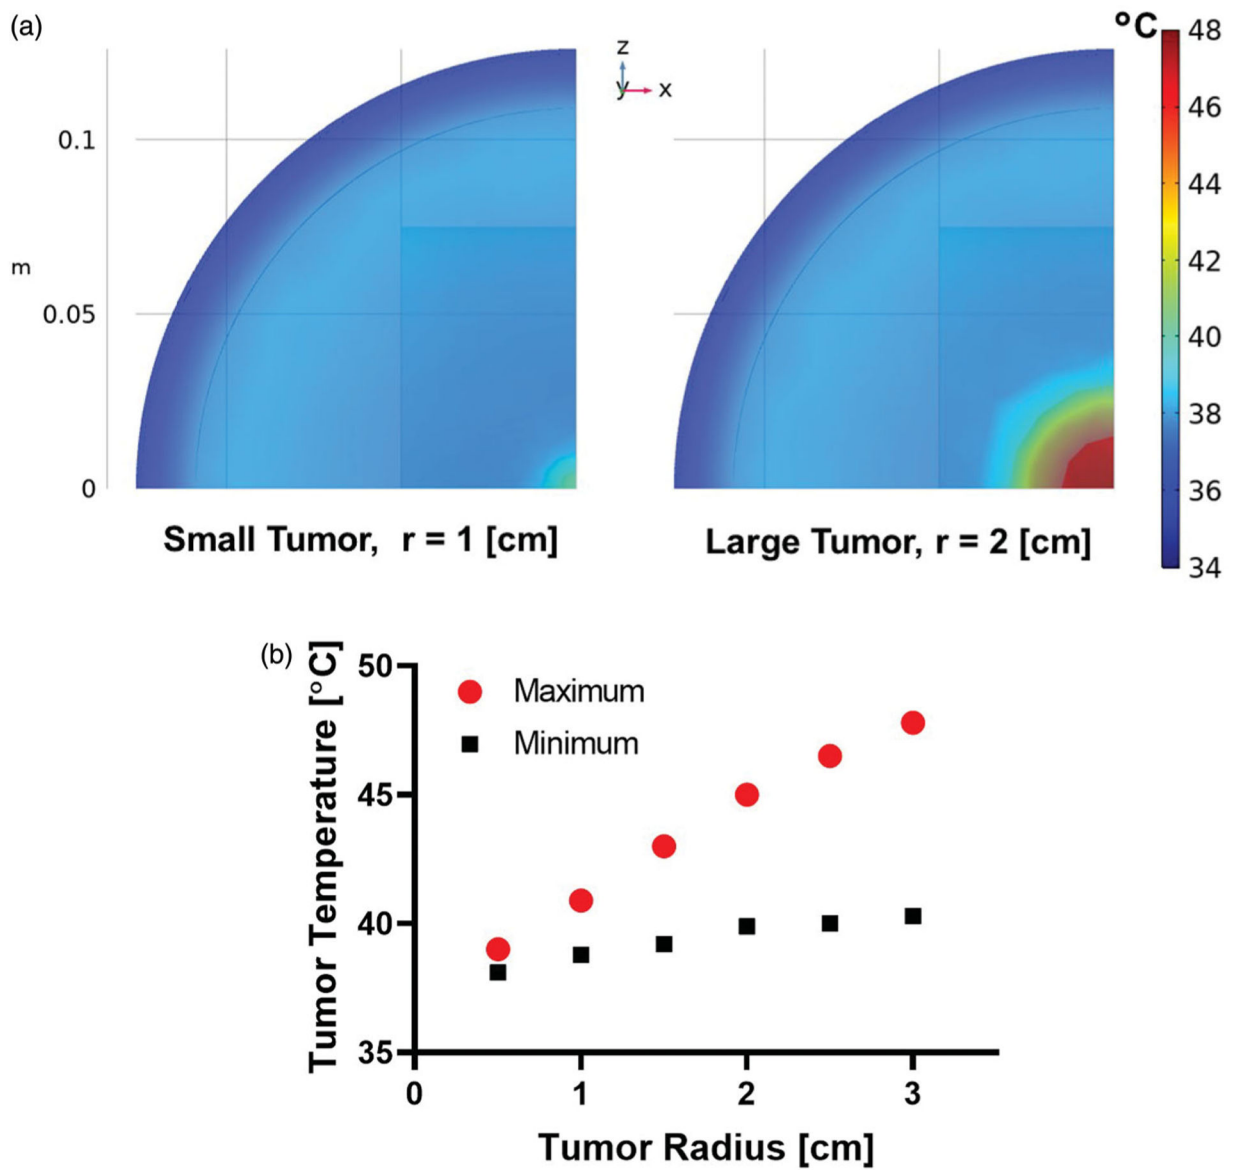 (a)
°C
48
46
44
42
40
38
36
34
z
y
x
0.1
m
0.05
0
Small Tumor, r = 1 [cm]
Large Tumor, r = 2 [cm]
(b)
Tumor Temperature [°C]
50
45
40
35
Maximum
Minimum
0
1
2
3
Tumor Radius [cm]